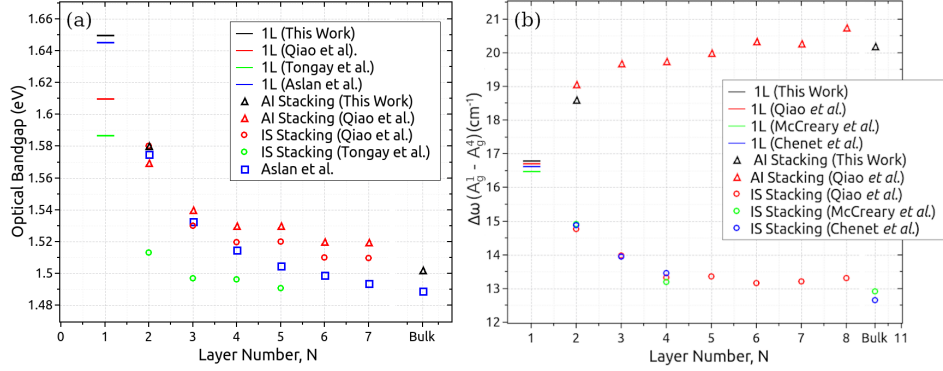 (a)
1.66
1.64
1.62
1.6
1.58
1.56
1.54
1.52
1.5
1.48
Optical Bandgap (eV)
0 1 2 3 4 5 6 7 Bulk
Layer Number, N
1L (This Work)
1L (Qiao et al).
1L (Tongay et al.)
1L (Aslan et al.)
AI Stacking (This Work)
AI Stacking (Qiao et al.)
IS Stacking (Qiao et al.)
IS Stacking (Tongay et al.)
Aslan et al.
(b)
21
20
19
18
17
16
15
14
13
12
Δω (A_g^1 - A_g^4) (cm⁻¹)
1 2 3 4 5 6 7 8 Bulk 11
Layer Number, N
1L (This Work)
1L (Qiao et al.)
1L (McCreary et al.)
1L (Chenet et al.)
AI Stacking (This Work)
AI Stacking (Qiao et al.)
IS Stacking (Qiao et al.)
IS Stacking (McCreary et al.)
IS Stacking (Chenet et al.)